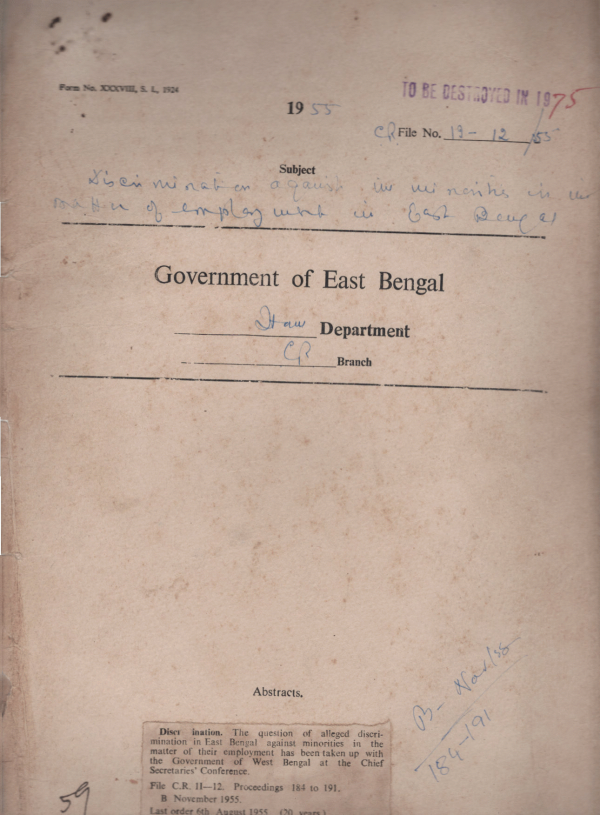 Form No. XXXVIII, S. I., 1924
TO BE DESTROYED IN 1975
19 55
CR File No. 13 - 12 /55
Subject
Discrimination against the minorities in the
matter of employment in East Bengal
Government of East Bengal
Department
CR Branch
B - Nov/55
184-191
Abstracts.
Discr ination. The question of alleged discri-
mination in East Bengal against minorities in the
matter of their employment has been taken up with
the Government of West Bengal at the Chief
Secretaries' Conference.
File C.R. 11—12. Proceedings 184 to 191.
B November 1955.
Last order 6th August 1955. (20 years.)
59